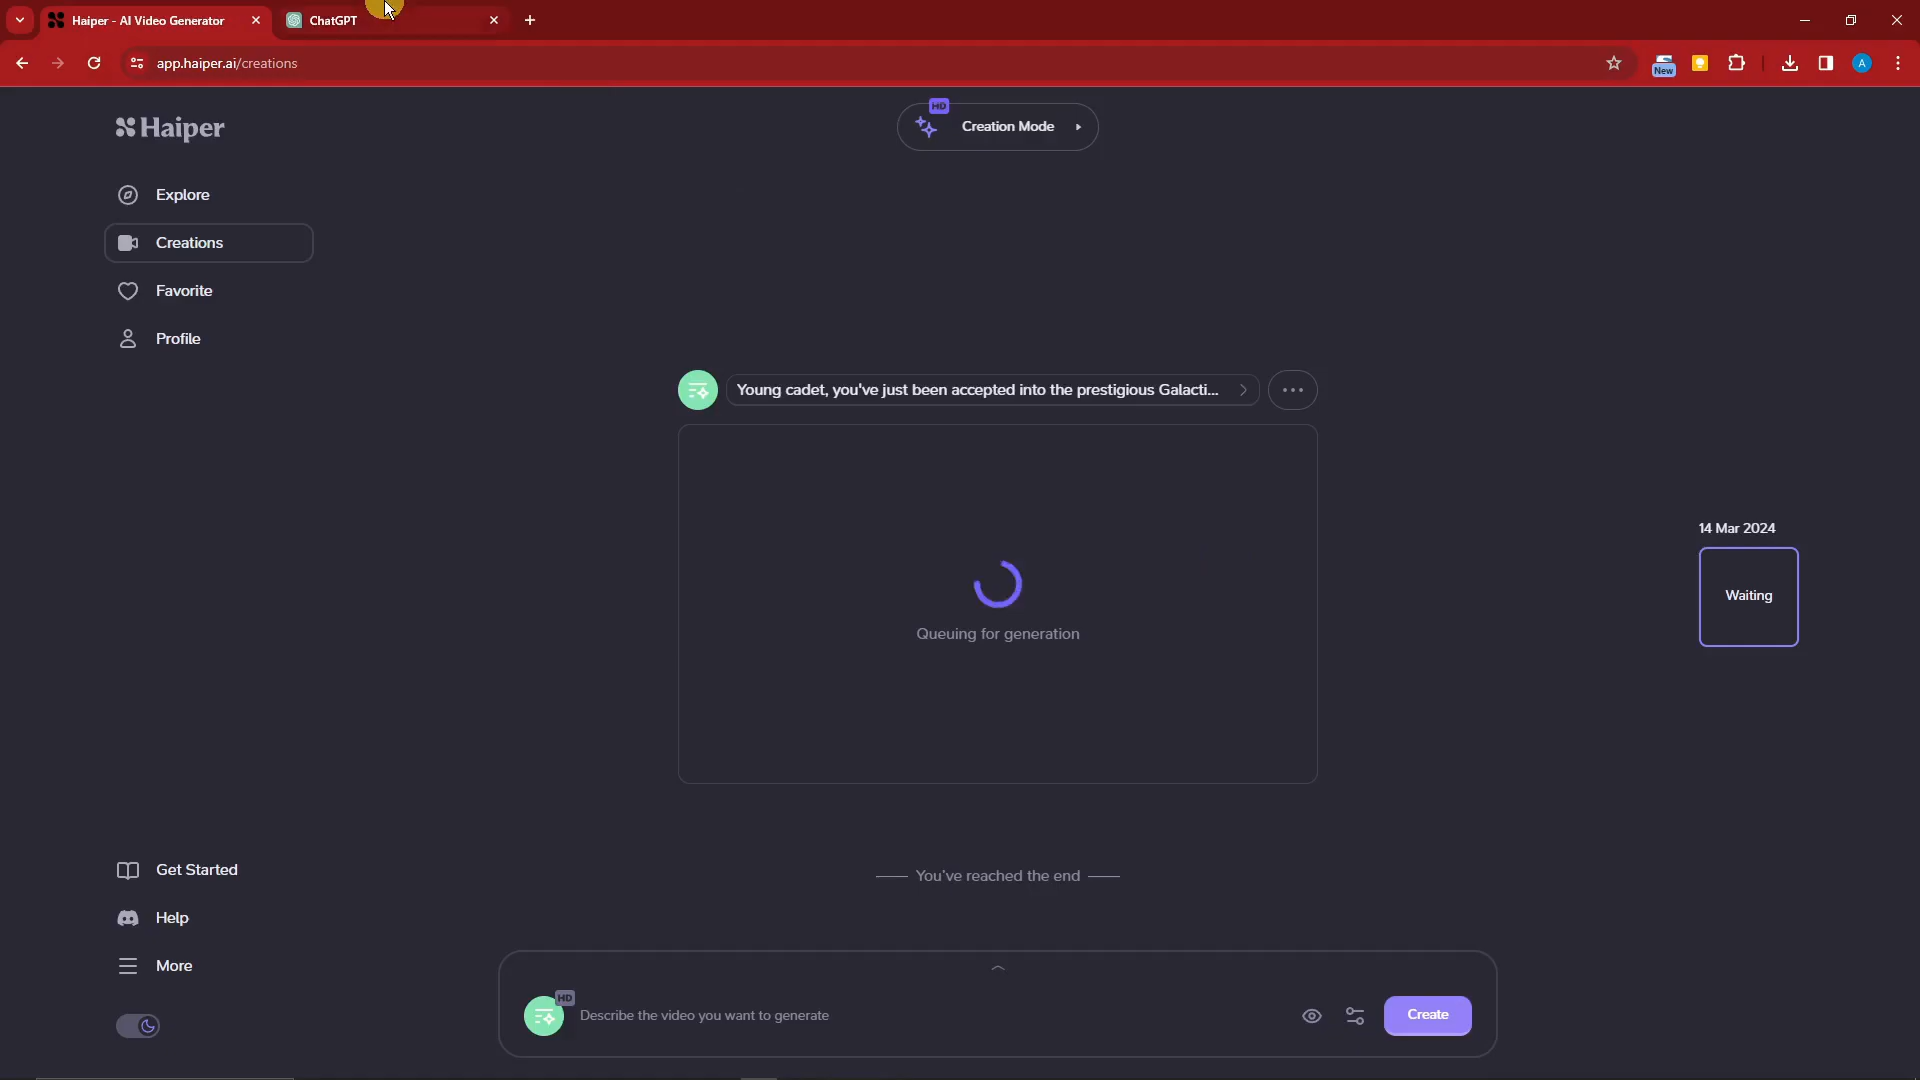 Haiper - AI Video Generator
ChatGPT
app.haiper.ai/creations
New
A
Haiper
HD
Creation Mode
Explore
Creations
Favorite
Profile
Young cadet, you've just been accepted into the prestigious Galacti...
14 Mar 2024
Waiting
Queuing for generation
Get Started
You've reached the end
Help
More
HD
Describe the video you want to generate
Create